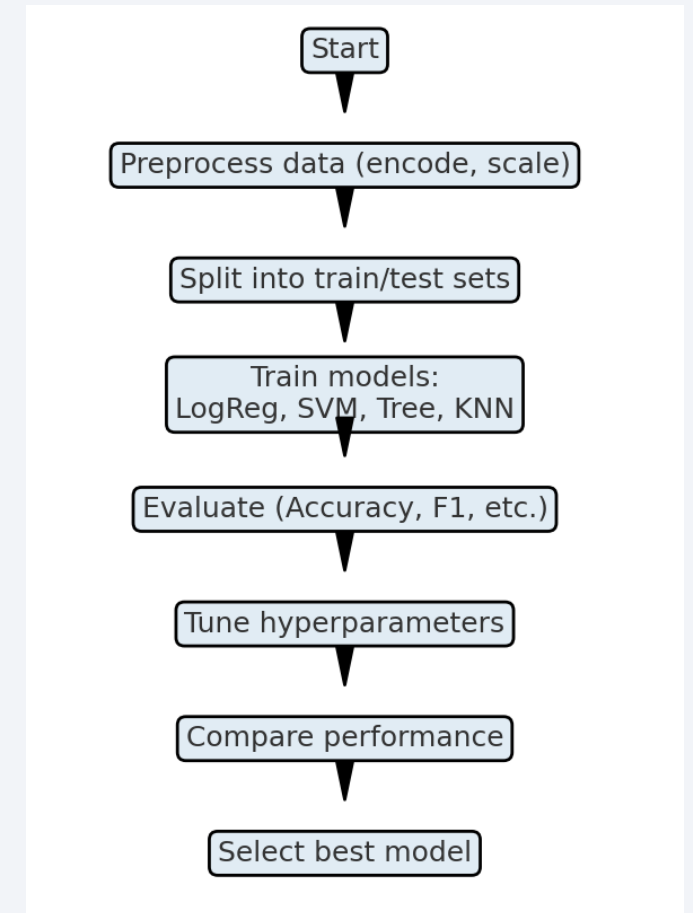 Start
Preprocess data (encode, scale)
Split into train/test sets
Train models:
LogReg, SVM, Tree, KNN
Evaluate (Accuracy, F1, etc.)
Tune hyperparameters
Compare performance
Select best model